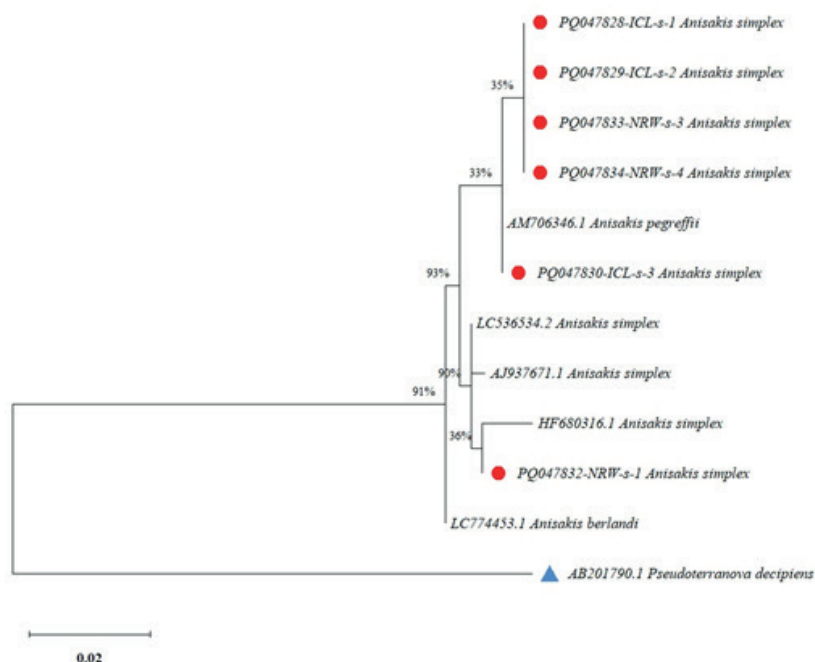 PQ047828-ICL-s-1 Anisakis simplex
35%
PQ047829-ICL-s-2 Anisakis simplex
PQ047833-NRW-s-3 Anisakis simplex
33%
PQ047834-NRW-s-4 Anisakis simplex
AM706346.1 Anisakis pegreffii
93%
PQ047830-ICL-s-3 Anisakis simplex
LC536534.2 Anisakis simplex
90%
AJ937671.1 Anisakis simplex
91%
HF680316.1 Anisakis simplex
36%
PQ047832-NRW-s-1 Anisakis simplex
LC774453.1 Anisakis berlandi
AB201790.1 Pseudoterranova decipiens
0.02